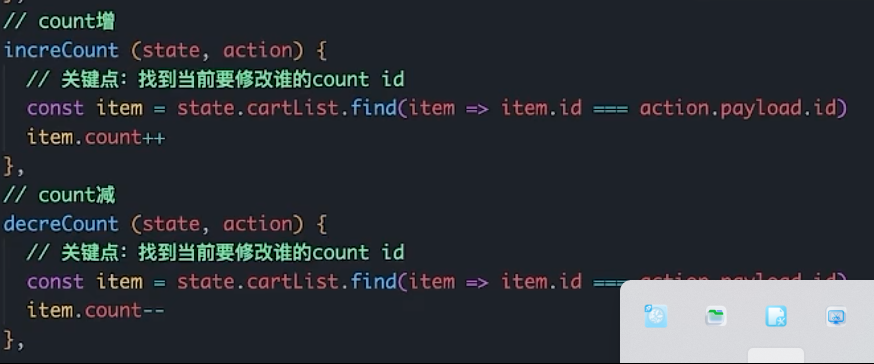 },
// count增
increCount (state, action) {
// 关键点：找到当前要修改谁的count id
const item = state.cartList.find(item => item.id === action.payload.id)
item.count++
},
// count减
decreCount (state, action) {
// 关键点：找到当前要修改谁的count id
const item = state.cartList.find(item => item.id === action.payload.id)
item.count--
},